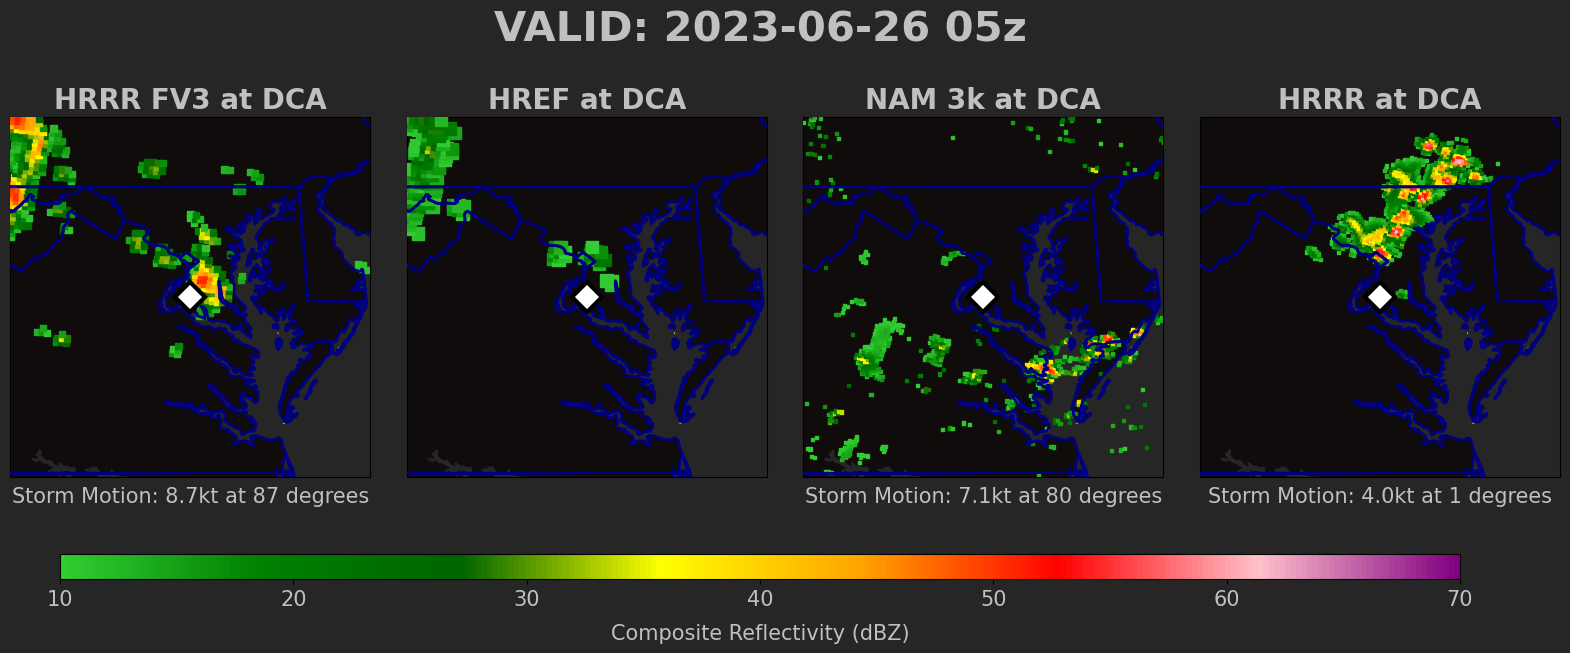 VALID: 2023-06-26 05z
HRRR FV3 at DCA
HREF at DCA
NAM 3k at DCA
HRRR at DCA
Storm Motion: 8.7kt at 87 degrees
Storm Motion: 7.1kt at 80 degrees
Storm Motion: 4.0kt at 1 degrees
10 20 30 40 50 60 70
Composite Reflectivity (dBZ)